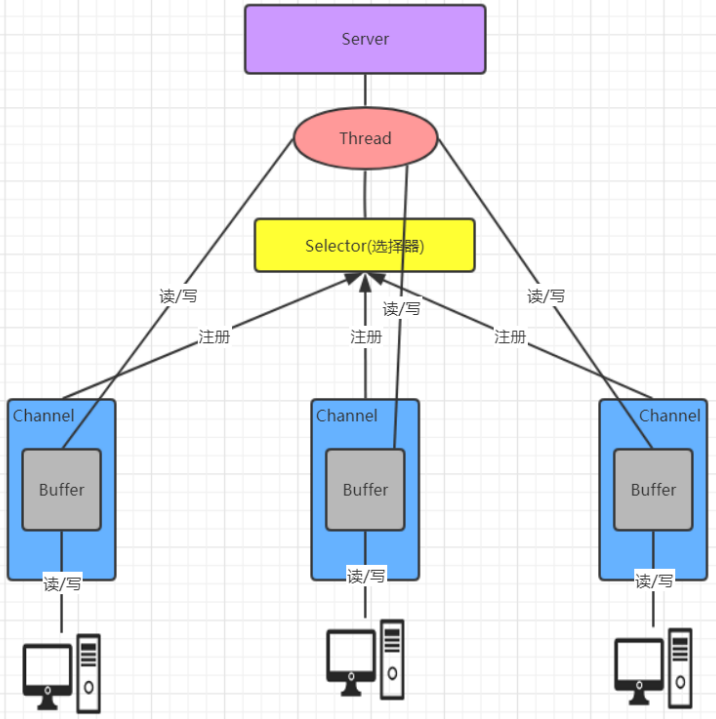 Server
Thread
Selector(选择器)
读/写
读/写
读/写
注册
注册
注册
Channel
Channel
Channel
Buffer
Buffer
Buffer
读/写
读/写
读/写